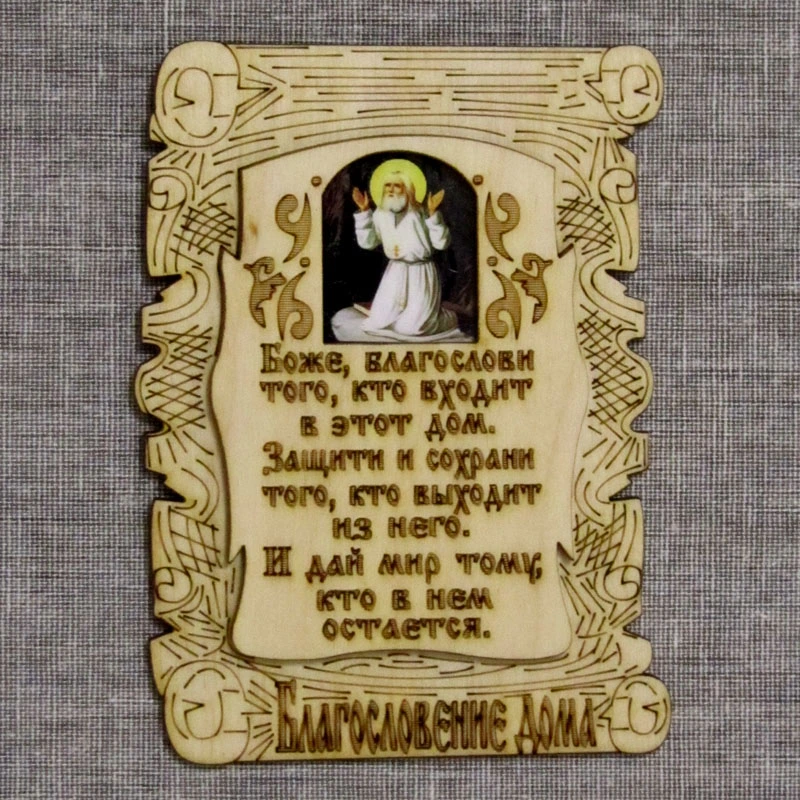 Боже, благослови
того, кто входит
в этот дом.
Защити и сохрани
того, кто выходит
из него.
И дай мир тому,
кто в нем
остается.
Благословение дома